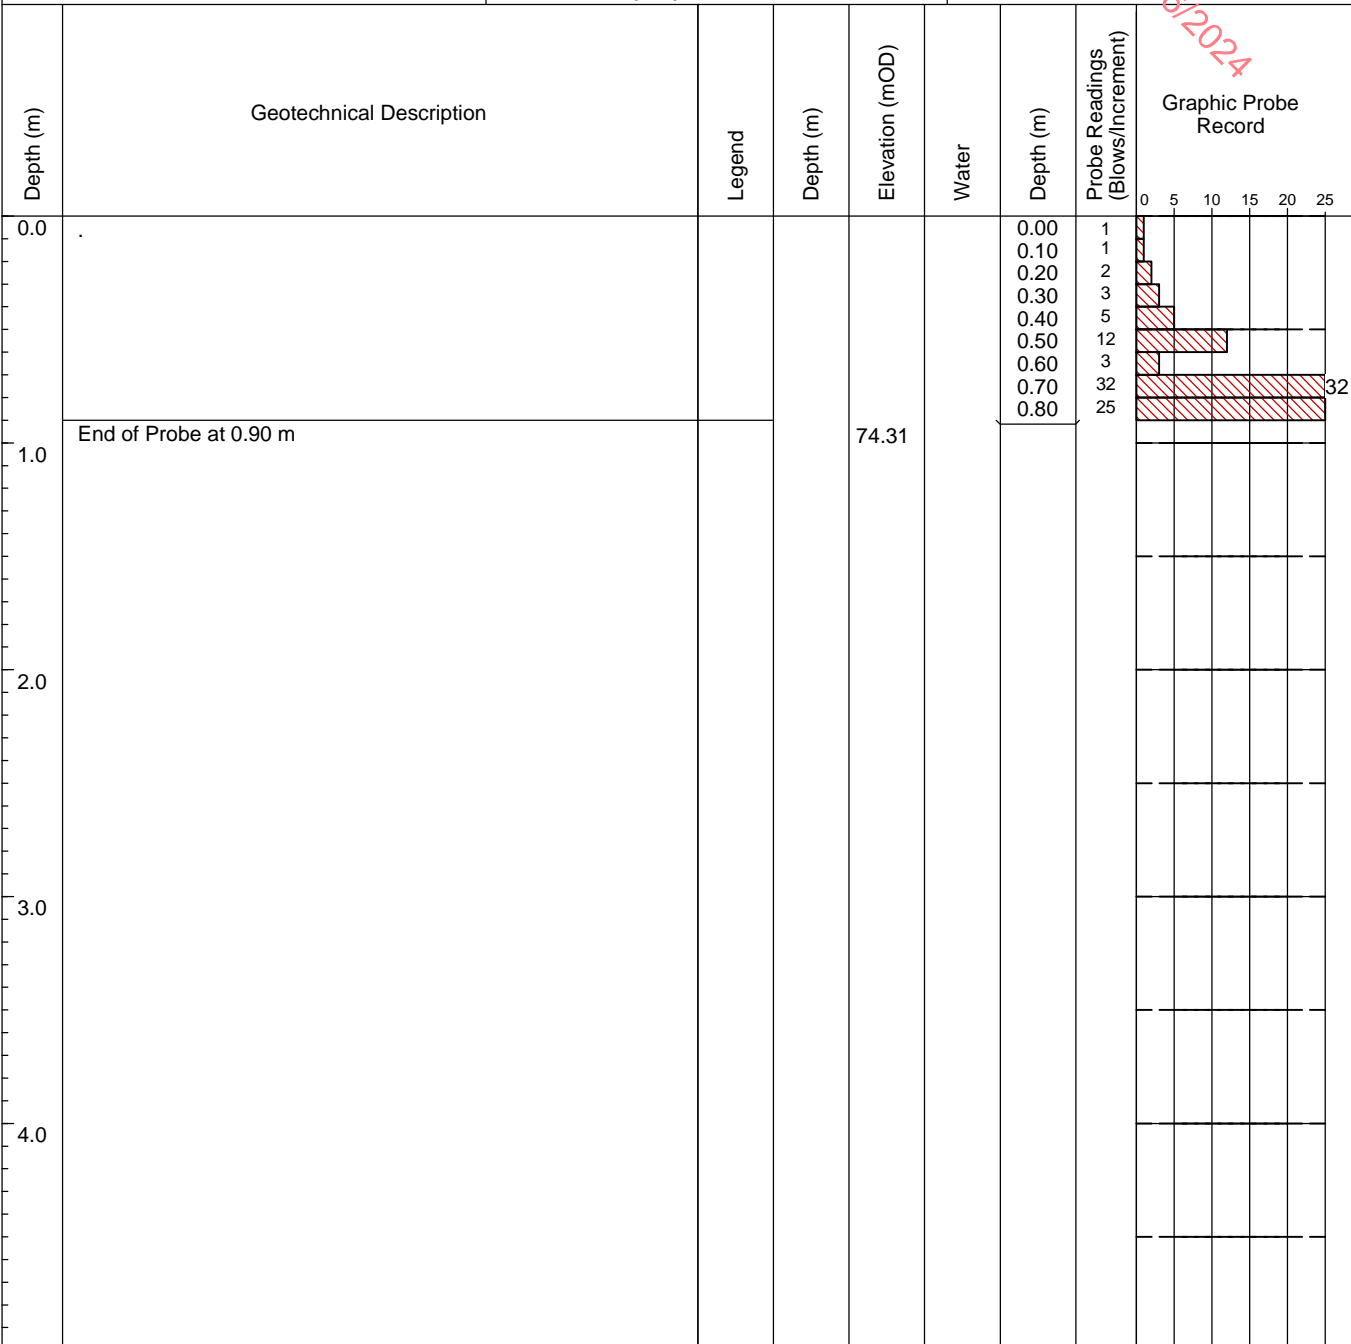 Depth (m)
Geotechnical Description
Legend
Depth (m)
Elevation (mOD)
Water
Depth (m)
Probe Readings
(Blows/Increment)
Graphic Probe
Record
0 5 10 15 20 25
0.0 . 0.00 1
0.10 1
0.20 2
0.30 3
0.40 5
0.50 12
0.60 3
0.70 32 32
0.80 25
End of Probe at 0.90 m 74.31
1.0
2.0
3.0
4.0